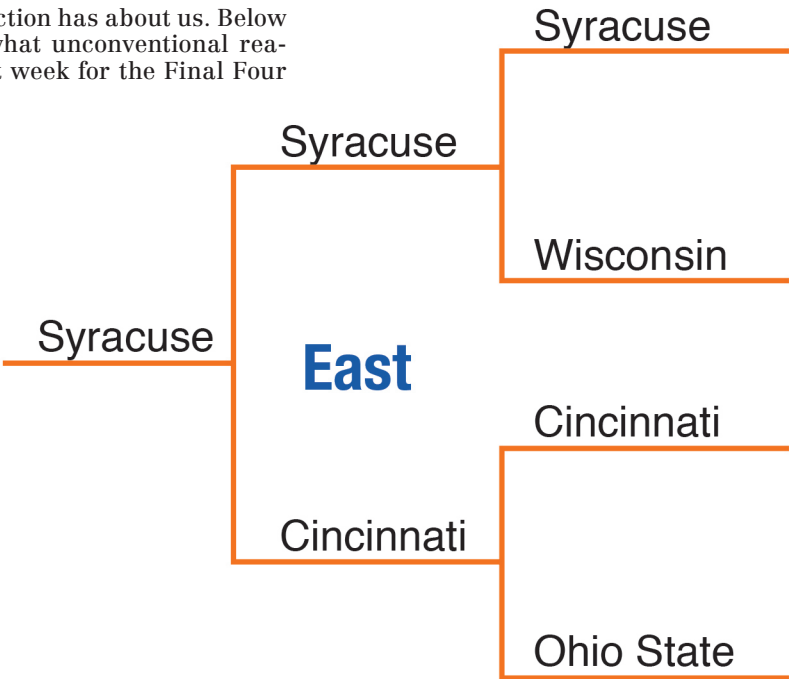 ction has about us. Below
what unconventional rea-
week for the Final Four
Syracuse
Wisconsin
Cincinnati
Ohio State
Syracuse
Cincinnati
Syracuse
East